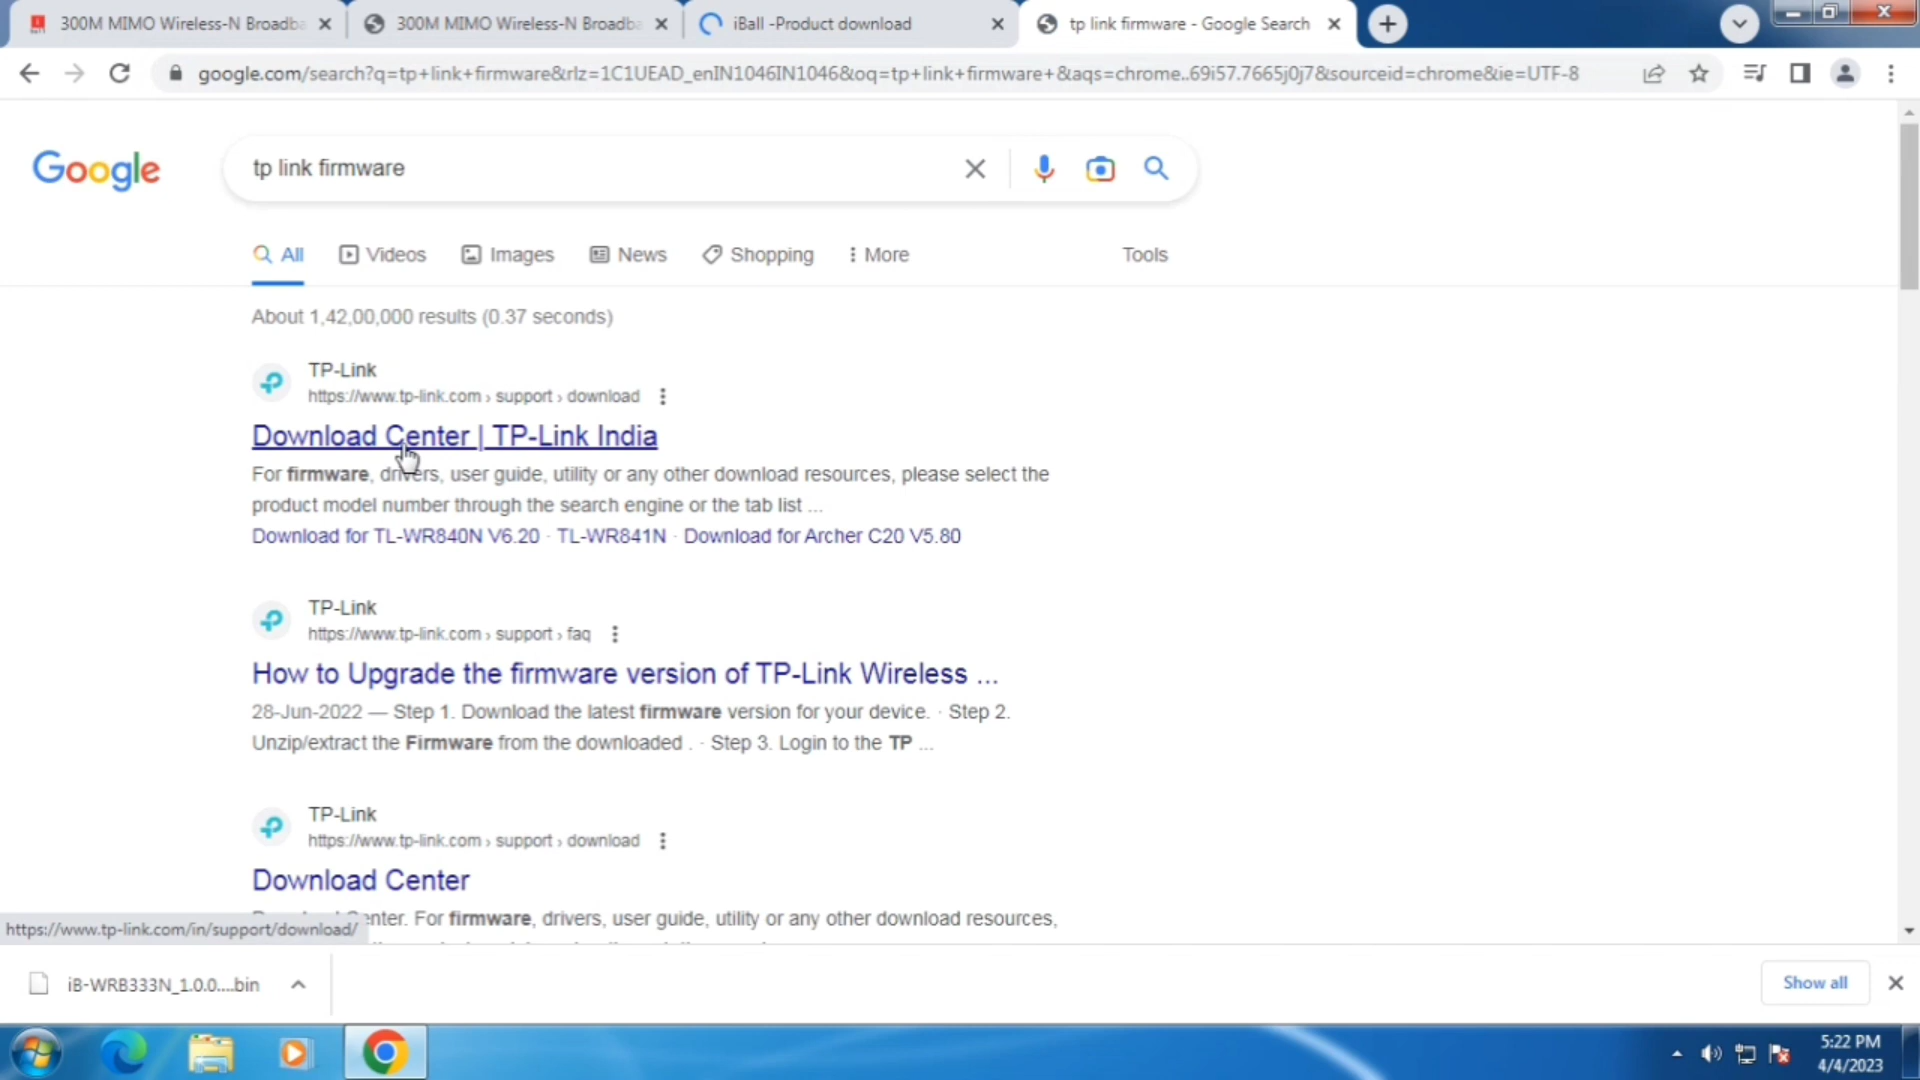 300M MIMO Wireless-N Broadba
300M MIMO Wireless-N Broadba
iBall -Product download
tp link firmware - Google Search
google.com/search?q=tp+link+firmware&rlz=1C1UEAD_enIN1046IN1046&oq=tp+link+firmware+&aqs=chrome..69i57.7665j0j7&sourceid=chrome&ie=UTF-8
Google
tp link firmware
All
Videos
Images
News
Shopping
More
Tools
About 1,42,00,000 results (0.37 seconds)
TP-Link
https://www.tp-link.com › support › download
Download Center | TP-Link India
For firmware, drivers, user guide, utility or any other download resources, please select the
product model number through the search engine or the tab list ...
Download for TL-WR840N V6.20 · TL-WR841N · Download for Archer C20 V5.80
TP-Link
https://www.tp-link.com › support › faq
How to Upgrade the firmware version of TP-Link Wireless ...
28-Jun-2022 — Step 1. Download the latest firmware version for your device. · Step 2.
Unzip/extract the Firmware from the downloaded . · Step 3. Login to the TP ...
TP-Link
https://www.tp-link.com › support › download
Download Center
enter. For firmware, drivers, user guide, utility or any other download resources,
https://www.tp-link.com/in/support/download/
iB-WRB333N_1.0.0....bin
Show all
5:22 PM
4/4/2023